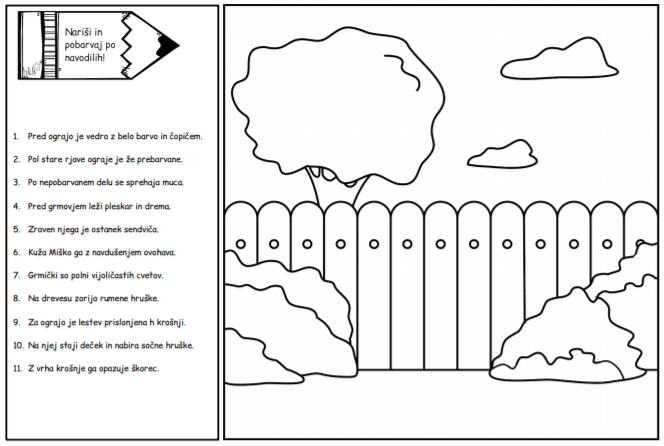 Nariši in
pobarvaj po
navodilih!
1. Pred ograjo je vedro z belo barvo in čopičem.
2. Pol stare rjave ograje je že prebarvane.
3. Po nepobarvanem delu se sprehaja muca.
4. Pred grmovjem leži pleskar in drema.
5. Zraven njega je ostanek sendviča.
6. Kuža Miško ga z navdušenjem ovohava.
7. Grmički so polni vijoličastih cvetov.
8. Na drevesu zorijo rumene hruške.
9. Za ograjo je lestev prislonjena h krošnji.
10. Na njej stoji deček in nabira sočne hruške.
11. Z vrha krošnje ga opazuje škorec.